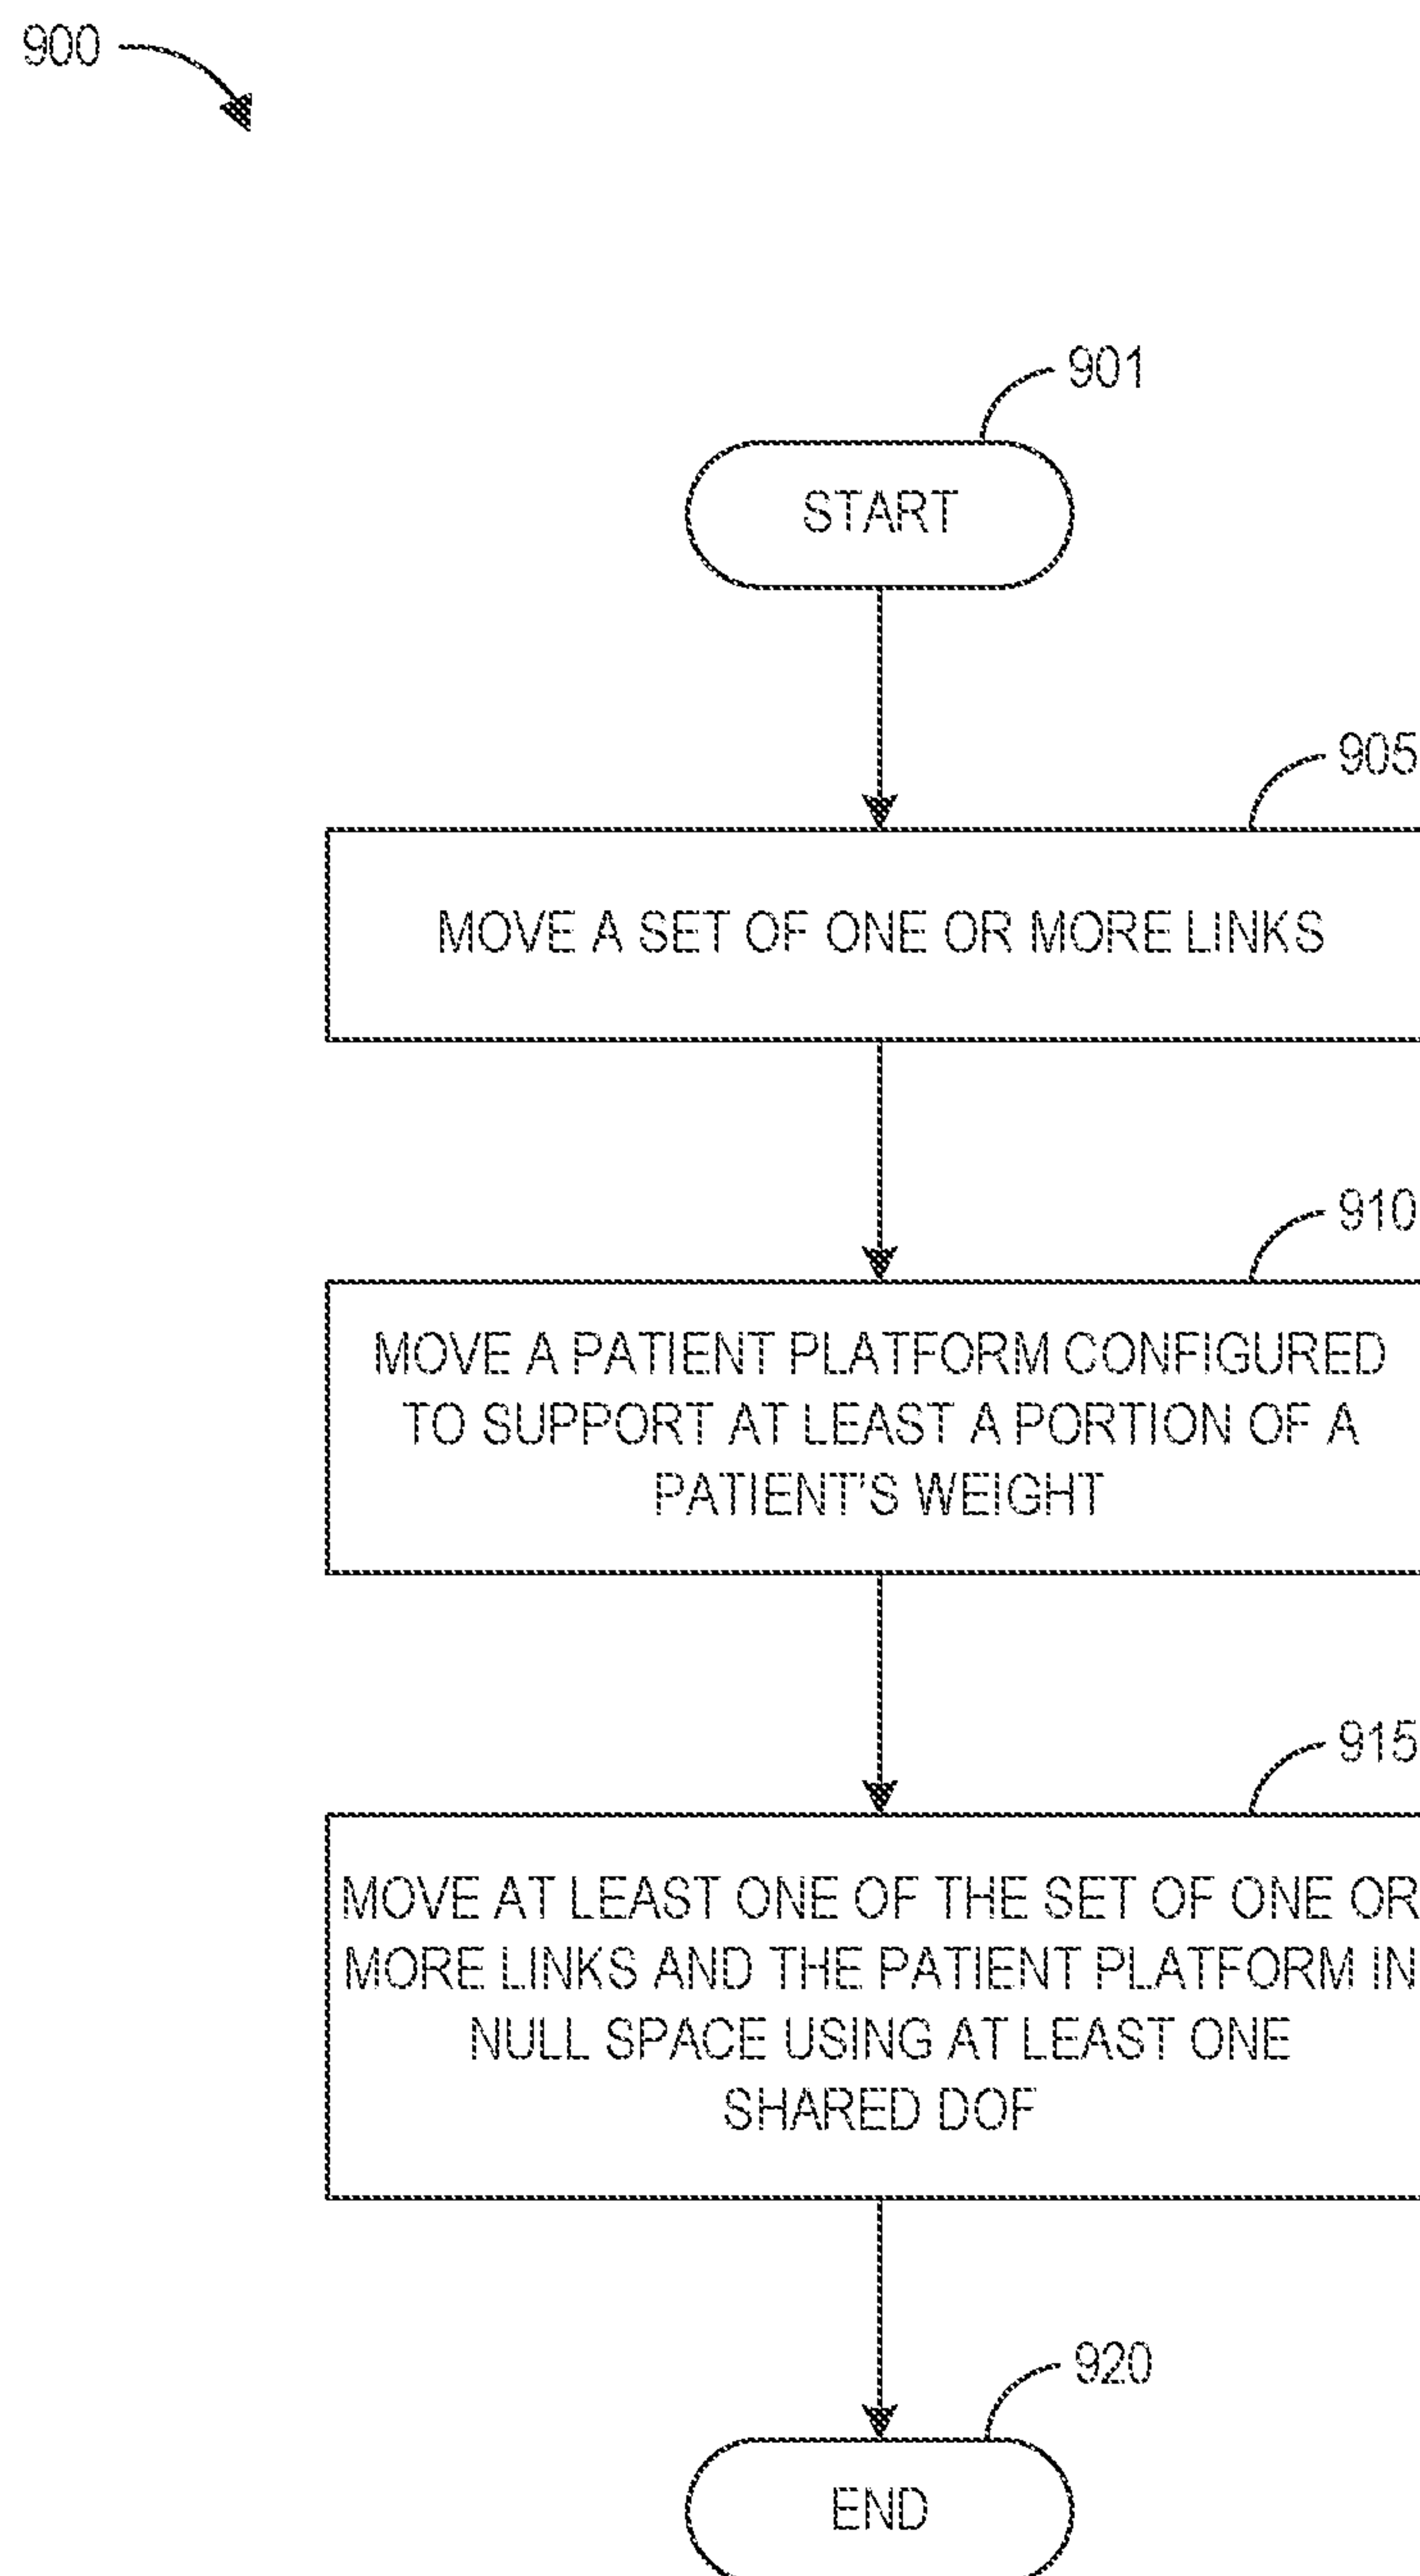 900
901
START
905
MOVE A SET OF ONE OR MORE LINKS
910
MOVE A PATIENT PLATFORM CONFIGURED
TO SUPPORT AT LEAST A PORTION OF A
PATIENT'S WEIGHT
915
MOVE AT LEAST ONE OF THE SET OF ONE OR
MORE LINKS AND THE PATIENT PLATFORM IN
NULL SPACE USING AT LEAST ONE
SHARED DOF
920
END